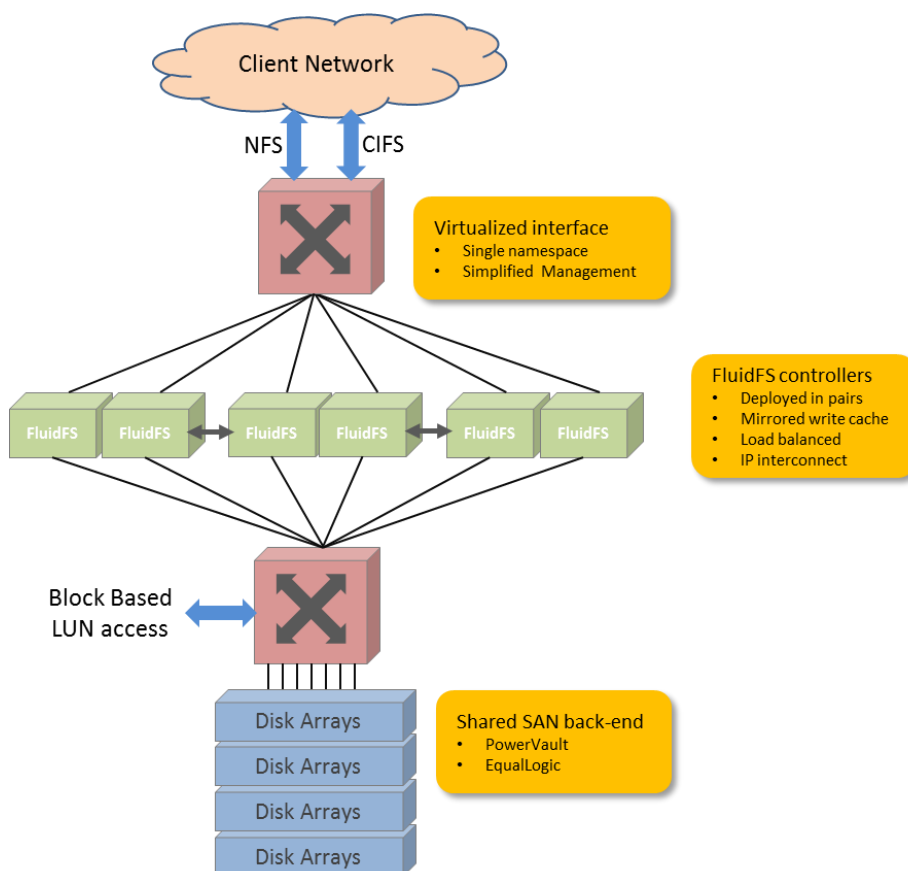 Client Network
NFS
CIFS
Virtualized interface
• Single namespace
• Simplified Management
FluidFS controllers
• Deployed in pairs
• Mirrored write cache
• Load balanced
• IP interconnect
FluidFS
FluidFS
FluidFS
FluidFS
FluidFS
FluidFS
Block Based
LUN access
Disk Arrays
Disk Arrays
Disk Arrays
Disk Arrays
Shared SAN back-end
• PowerVault
• EqualLogic